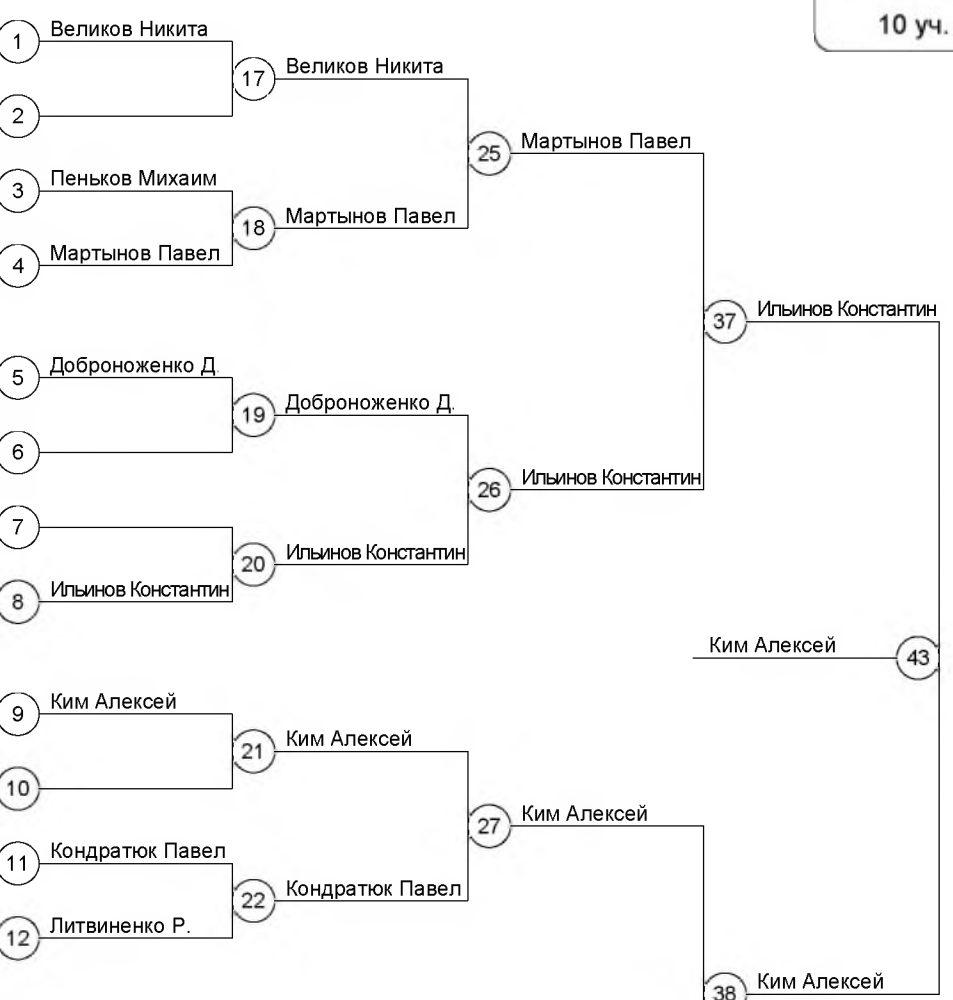 10 уч.
1 Великов Никита
17 Великов Никита
2
25 Мартынов Павел
3 Пеньков Михаим
18 Мартынов Павел
4 Мартынов Павел
37 Ильинов Константин
5 Доброноженко Д.
19 Доброноженко Д.
6
26 Ильинов Константин
7
20 Ильинов Константин
8 Ильинов Константин
Ким Алексей 43
9 Ким Алексей
21 Ким Алексей
10
27 Ким Алексей
11 Кондратюк Павел
22 Кондратюк Павел
12 Литвиненко Р.
38 Ким Алексей